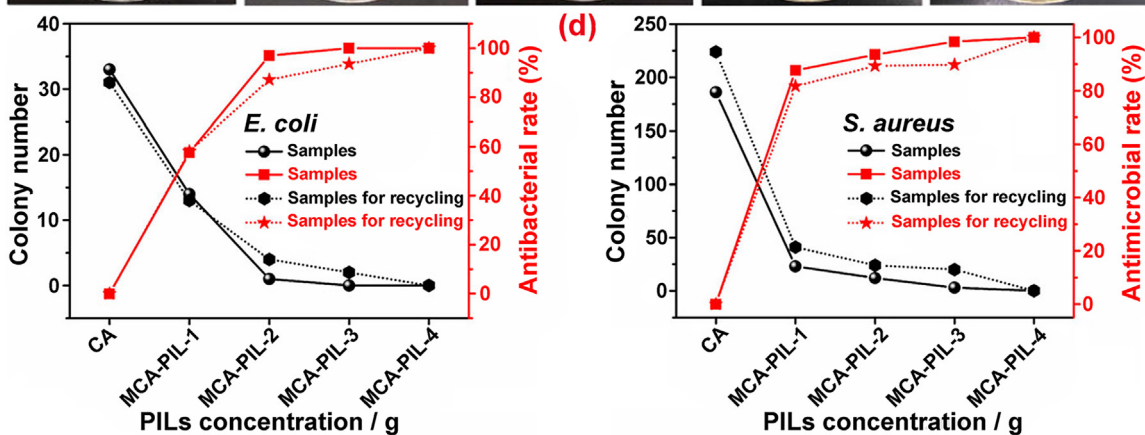 40
30
20
10
0
Colony number
100
80
60
40
20
0
Antibacterial rate (%)
E. coli
Samples
Samples
Samples for recycling
Samples for recycling
CA
MCA-PIL-1
MCA-PIL-2
MCA-PIL-3
MCA-PIL-4
PILs concentration / g
(d)
250
200
150
100
50
0
Colony number
100
80
60
40
20
0
Antimicrobial rate (%)
S. aureus
Samples
Samples
Samples for recycling
Samples for recycling
CA
MCA-PIL-1
MCA-PIL-2
MCA-PIL-3
MCA-PIL-4
PILs concentration / g